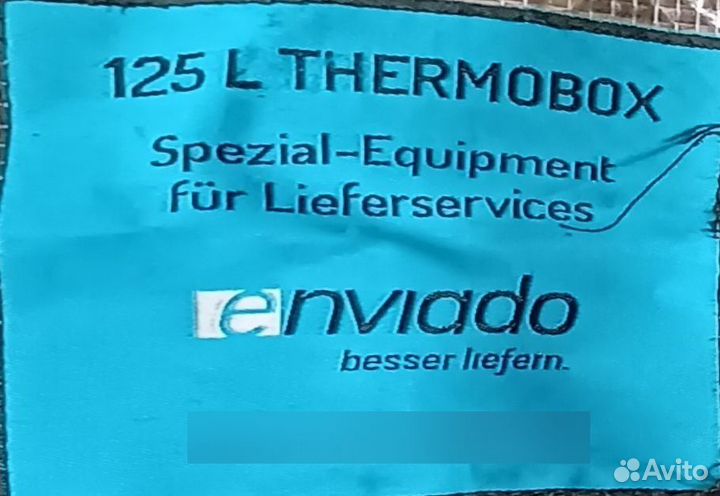 125 L THERMOBOX
Spezial-Equipment
für Lieferservices
enviado
besser liefern.
Avito